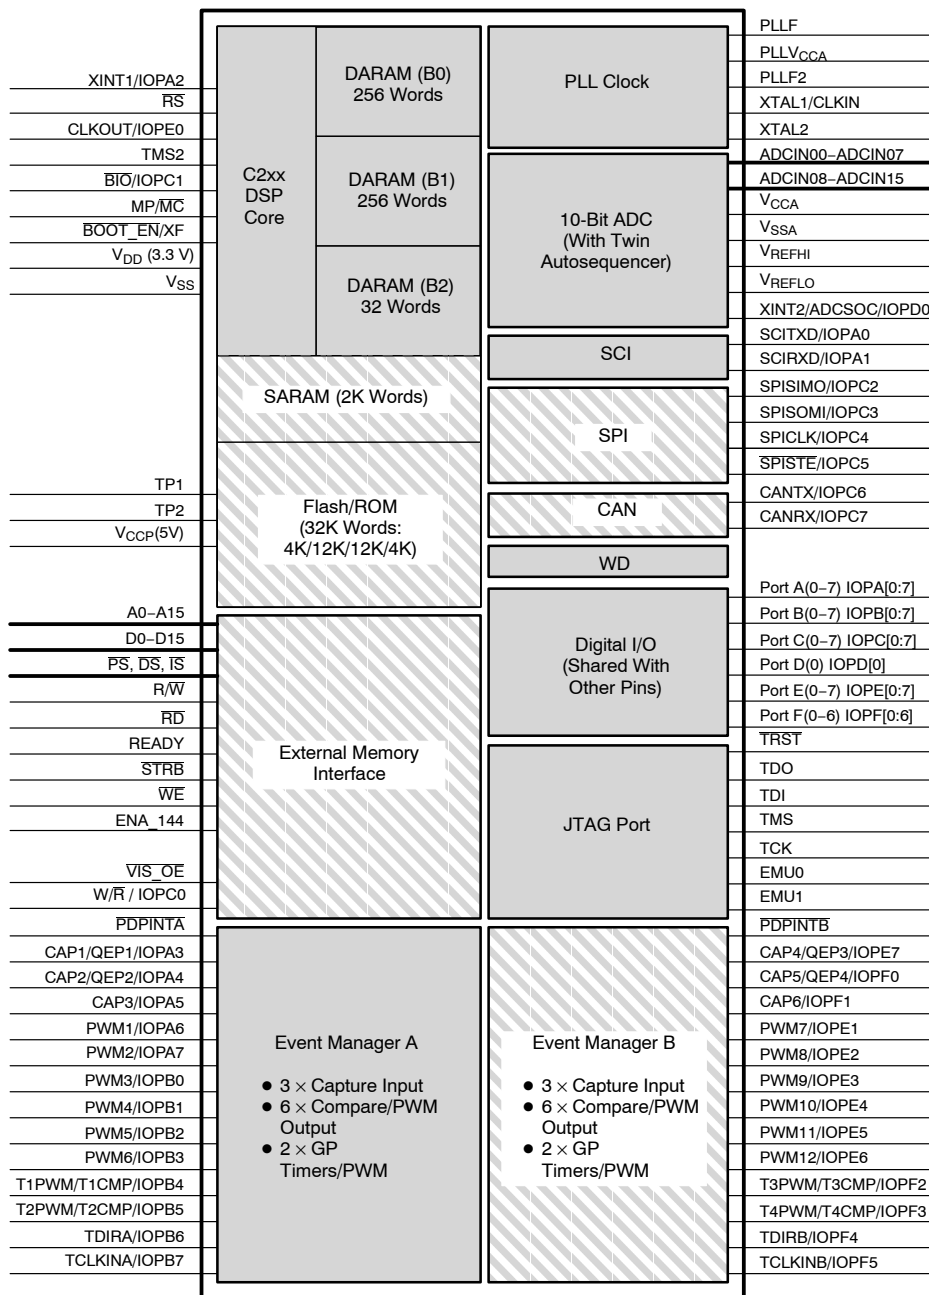 XINT1/IOPA2
RS
CLKOUT/IOPE0
TMS2
BIO/IOPC1
MP/MC
BOOT_EN/XF
VDD (3.3 V)
VSS
TP1
TP2
VCCP(5V)
A0–A15
D0–D15
PS, DS, IS
R/W
RD
READY
STRB
WE
ENA_144
VIS_OE
W/R / IOPC0
PDPINTA
CAP1/QEP1/IOPA3
CAP2/QEP2/IOPA4
CAP3/IOPA5
PWM1/IOPA6
PWM2/IOPA7
PWM3/IOPB0
PWM4/IOPB1
PWM5/IOPB2
PWM6/IOPB3
T1PWM/T1CMP/IOPB4
T2PWM/T2CMP/IOPB5
TDIRA/IOPB6
TCLKINA/IOPB7
C2xx
DSP
Core
DARAM (B0)
256 Words
DARAM (B1)
256 Words
DARAM (B2)
32 Words
SARAM (2K Words)
Flash/ROM
(32K Words:
4K/12K/12K/4K)
External Memory
Interface
Event Manager A
● 3 × Capture Input
● 6 × Compare/PWM
Output
● 2 × GP
Timers/PWM
PLL Clock
10-Bit ADC
(With Twin
Autosequencer)
SCI
SPI
CAN
WD
Digital I/O
(Shared With
Other Pins)
JTAG Port
Event Manager B
● 3 × Capture Input
● 6 × Compare/PWM
Output
● 2 × GP
Timers/PWM
PLLF
PLLVCCA
PLLF2
XTAL1/CLKIN
XTAL2
ADCIN00–ADCIN07
ADCIN08–ADCIN15
VCCA
VSSA
VREFHI
VREFLO
XINT2/ADCSOC/IOPD0
SCITXD/IOPA0
SCIRXD/IOPA1
SPISIMO/IOPC2
SPISOMI/IOPC3
SPICLK/IOPC4
SPISTE/IOPC5
CANTX/IOPC6
CANRX/IOPC7
Port A(0–7) IOPA[0:7]
Port B(0–7) IOPB[0:7]
Port C(0–7) IOPC[0:7]
Port D(0) IOPD[0]
Port E(0–7) IOPE[0:7]
Port F(0–6) IOPF[0:6]
TRST
TDO
TDI
TMS
TCK
EMU0
EMU1
PDPINTB
CAP4/QEP3/IOPE7
CAP5/QEP4/IOPF0
CAP6/IOPF1
PWM7/IOPE1
PWM8/IOPE2
PWM9/IOPE3
PWM10/IOPE4
PWM11/IOPE5
PWM12/IOPE6
T3PWM/T3CMP/IOPF2
T4PWM/T4CMP/IOPF3
TDIRB/IOPF4
TCLKINB/IOPF5